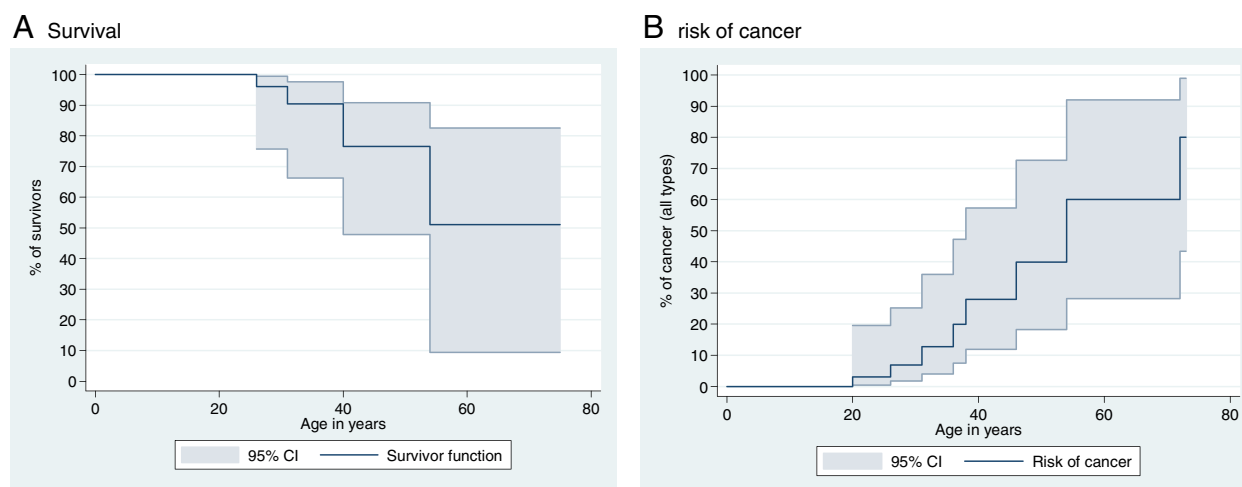 A Survival
100
90
80
70
60
50
40
30
20
10
0
% of survivors
0 20 40 60 80
Age in years
95% CI Survivor function
B risk of cancer
100
90
80
70
60
50
40
30
20
10
0
% of cancer (all types)
0 20 40 60 80
Age in years
95% CI Risk of cancer